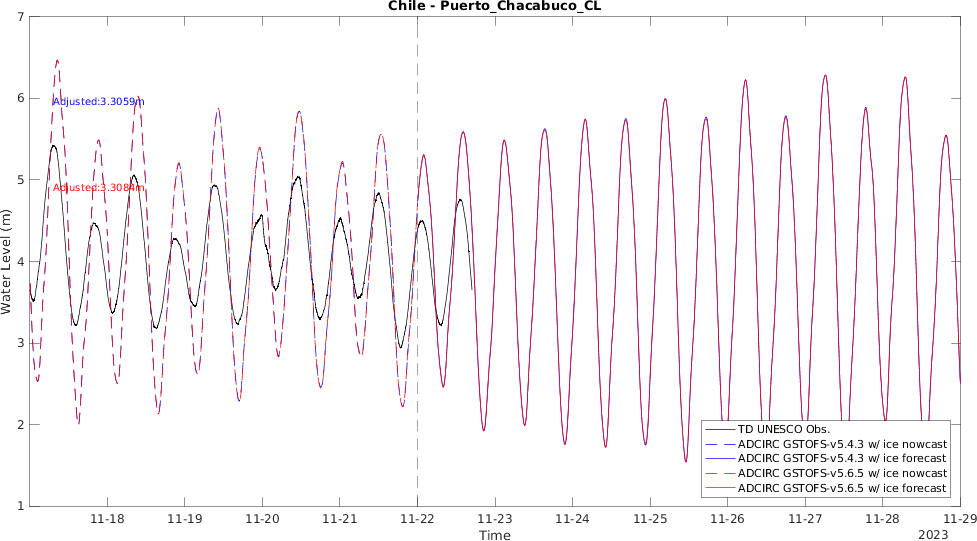 Chile - Puerto_Chacabuco_CL
7
6
5
4
3
2
1
Water Level (m)
Adjusted:3.3059m
Adjusted:3.3084m
TD UNESCO Obs.
ADCIRC GSTOFS-v5.4.3 w/ ice nowcast
ADCIRC GSTOFS-v5.4.3 w/ ice forecast
ADCIRC GSTOFS-v5.6.5 w/ ice nowcast
ADCIRC GSTOFS-v5.6.5 w/ ice forecast
11-18 11-19 11-20 11-21 11-22 11-23 11-24 11-25 11-26 11-27 11-28 11-29
Time
2023